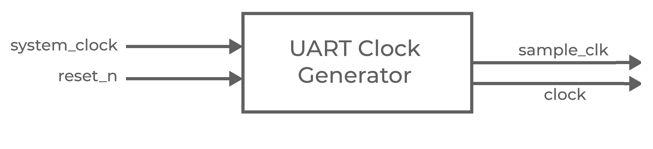 system_clock
reset_n
UART Clock
Generator
sample_clk
clock